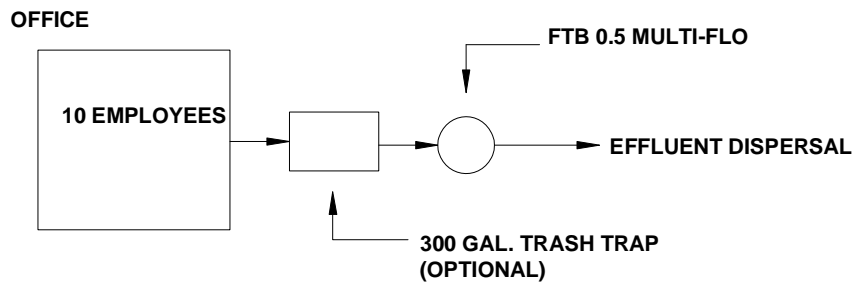 OFFICE
FTB 0.5 MULTI-FLO
10 EMPLOYEES
EFFLUENT DISPERSAL
300 GAL. TRASH TRAP
(OPTIONAL)